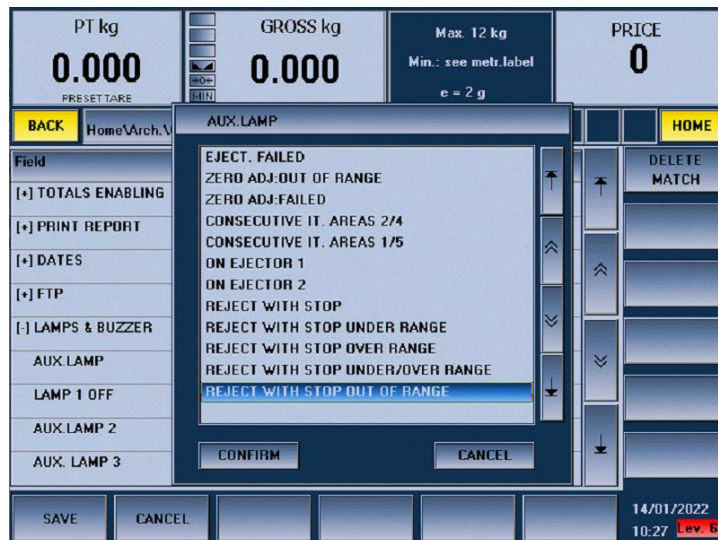 PT kg
0.000
PRESET TARE
MIN
GROSS kg
0.000
Max. 12 kg
Min.: see metr.label
e = 2 g
PRICE
0
BACK
Home\Arch.\
HOME
AUX.LAMP
Field
[+] TOTALS ENABLING
[+] PRINT REPORT
[+] DATES
[+] FTP
[-] LAMPS & BUZZER
AUX.LAMP
LAMP 1 OFF
AUX.LAMP 2
AUX. LAMP 3
EJECT. FAILED
ZERO ADJ:OUT OF RANGE
ZERO ADJ:FAILED
CONSECUTIVE IT. AREAS 2/4
CONSECUTIVE IT. AREAS 1/5
ON EJECTOR 1
ON EJECTOR 2
REJECT WITH STOP
REJECT WITH STOP UNDER RANGE
REJECT WITH STOP OVER RANGE
REJECT WITH STOP UNDER/OVER RANGE
REJECT WITH STOP OUT OF RANGE
CONFIRM
CANCEL
DELETE
MATCH
SAVE
CANCEL
14/01/2022
10:27 Lev. 6